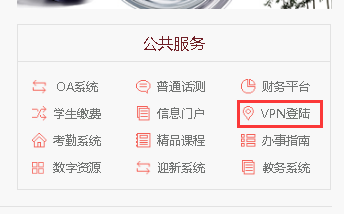 公共服务
OA系统 普通话测 财务平台
学生缴费 信息门户 VPN登陆
考勤系统 精品课程 办事指南
数字资源 迎新系统 教务系统